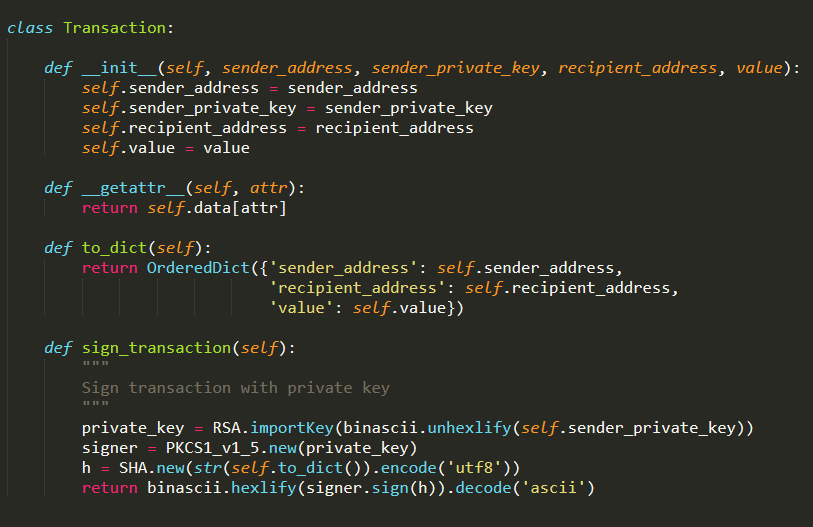 class Transaction:
    def __init__(self, sender_address, sender_private_key, recipient_address, value):
        self.sender_address = sender_address
        self.sender_private_key = sender_private_key
        self.recipient_address = recipient_address
        self.value = value
    def __getattr__(self, attr):
        return self.data[attr]
    def to_dict(self):
        return OrderedDict({'sender_address': self.sender_address,
                            'recipient_address': self.recipient_address,
                            'value': self.value})
    def sign_transaction(self):
        """
        Sign transaction with private key
        """
        private_key = RSA.importKey(binascii.unhexlify(self.sender_private_key))
        signer = PKCS1_v1_5.new(private_key)
        h = SHA.new(str(self.to_dict()).encode('utf8'))
        return binascii.hexlify(signer.sign(h)).decode('ascii')